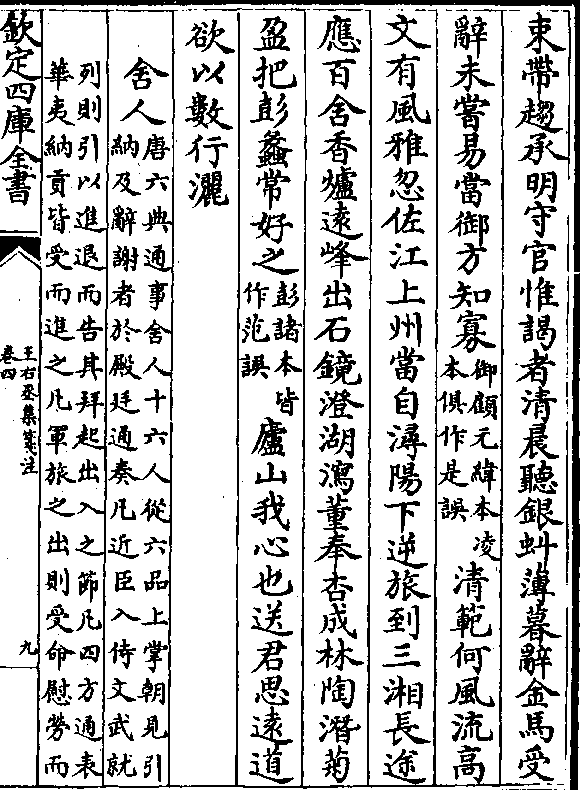 束帶趨承明守官惟謁者清晨聽銀虯薄暮辭金馬受
辭未嘗易當御方知寡御顧元緯本凌本俱作是誤清範何風流高
文有風雅忽佐江上州當自潯陽下逆旅到三湘長途
應百舍香爐遠峰出石鏡澄湖瀉董奉杏成林陶潛菊
盈把彭蠡常好之彭諸本皆作范誤廬山我心也送君思遠道
欲以數行灑
舍人唐六典通事舍人十六人從六品上掌朝見引
納及辭謝者於殿廷通奏凡近臣入侍文武就
列則引以進退而告其拜起出入之節凡四方通表
華夷納貢皆受而進之凡軍旅之出則受命慰勞而
欽定四庫全書
王右丞集箋注
卷四
九